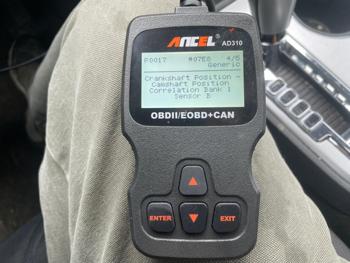 ANCEL
AD310
P0017 #07E8 4/5
Generic
Crankshaft Position -
Camshaft Position
Correlation Bank 1
Sensor B
OBDII/EOBD+CAN
ENTER
EXIT